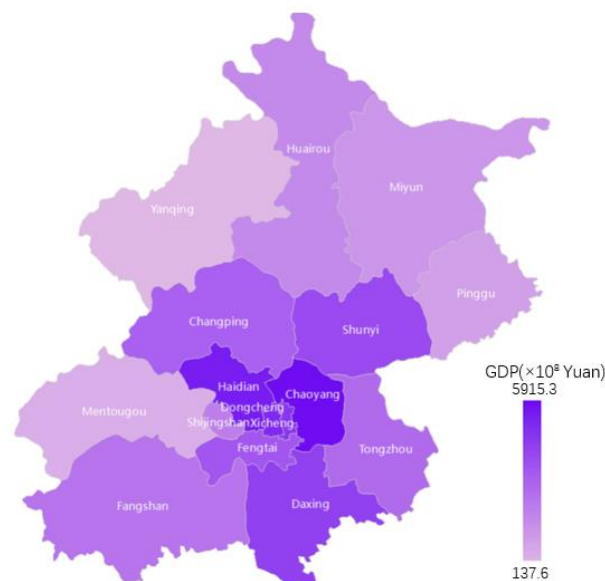 Huairou
Miyun
Yanqing
Pinggu
Changping
Shunyi
GDP(×10⁸ Yuan)
5915.3
Haidian
Chaoyang
Mentougou
Dongcheng
Shijingshan
Xicheng
Fengtai
Tongzhou
Fangshan
Daxing
137.6